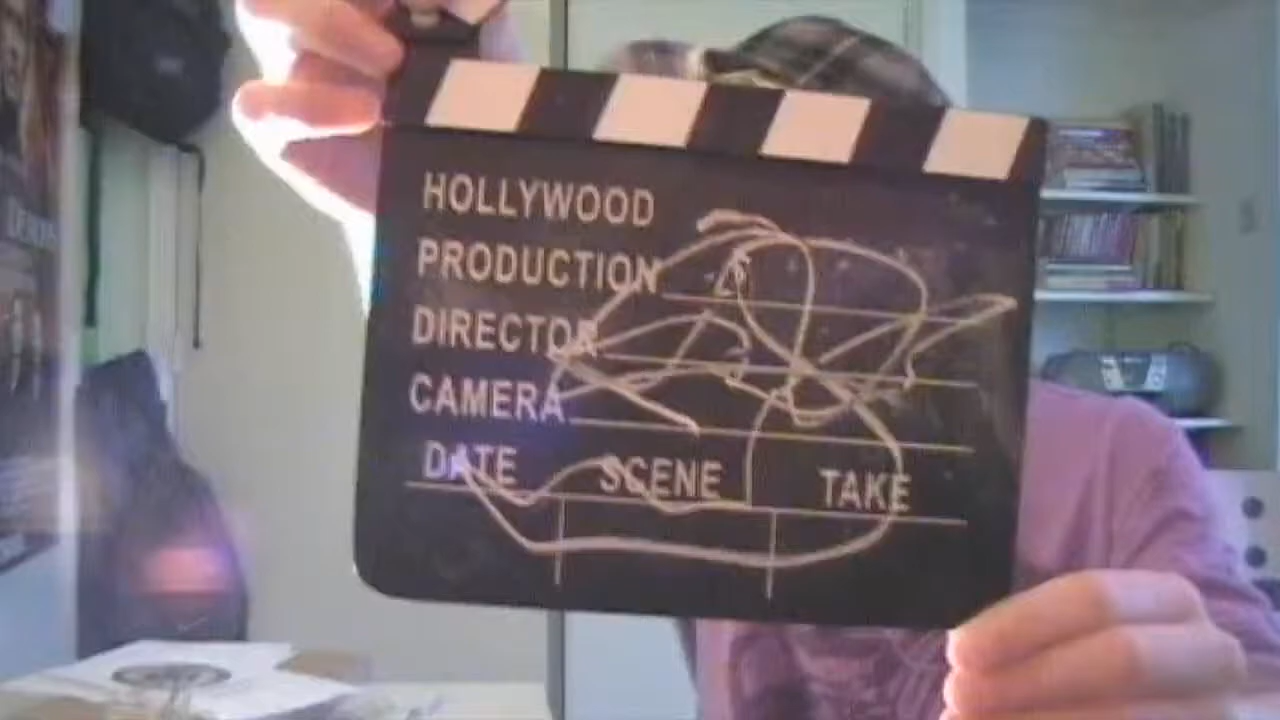 HOLLYWOOD
PRODUCTION
DIRECTOR
CAMERA
DATE SCENE TAKE